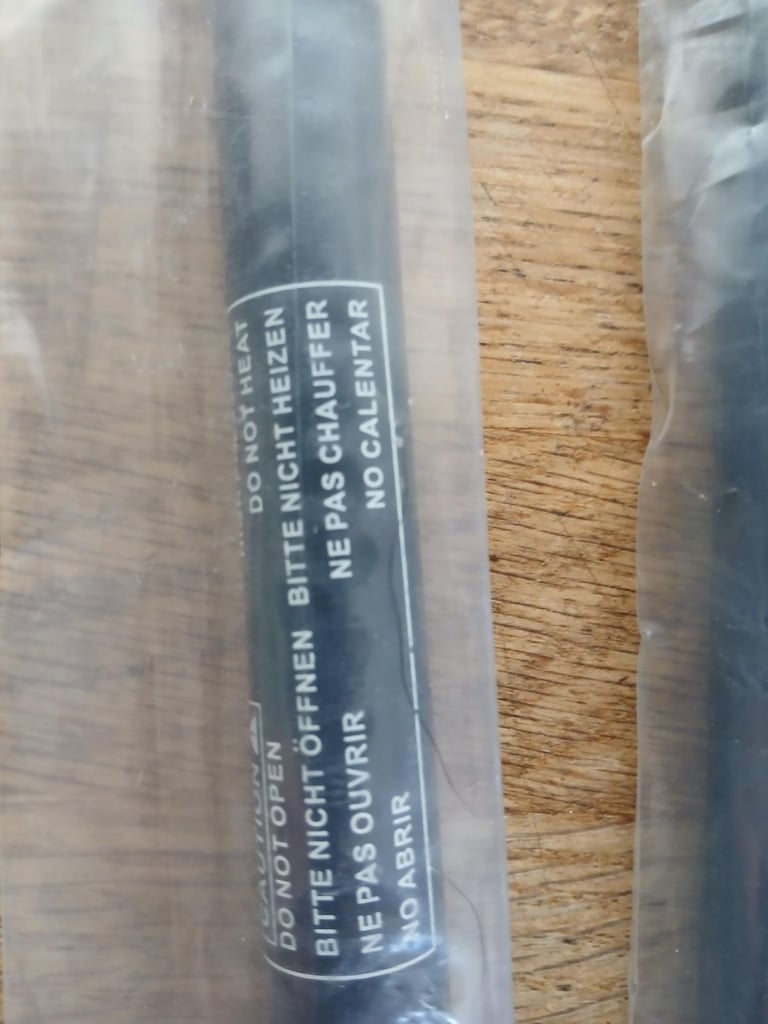 CAUTION
DO NOT OPEN DO NOT HEAT
BITTE NICHT ÖFFNEN BITTE NICHT HEIZEN
NE PAS OUVRIR NE PAS CHAUFFER
NO ABRIR NO CALENTAR